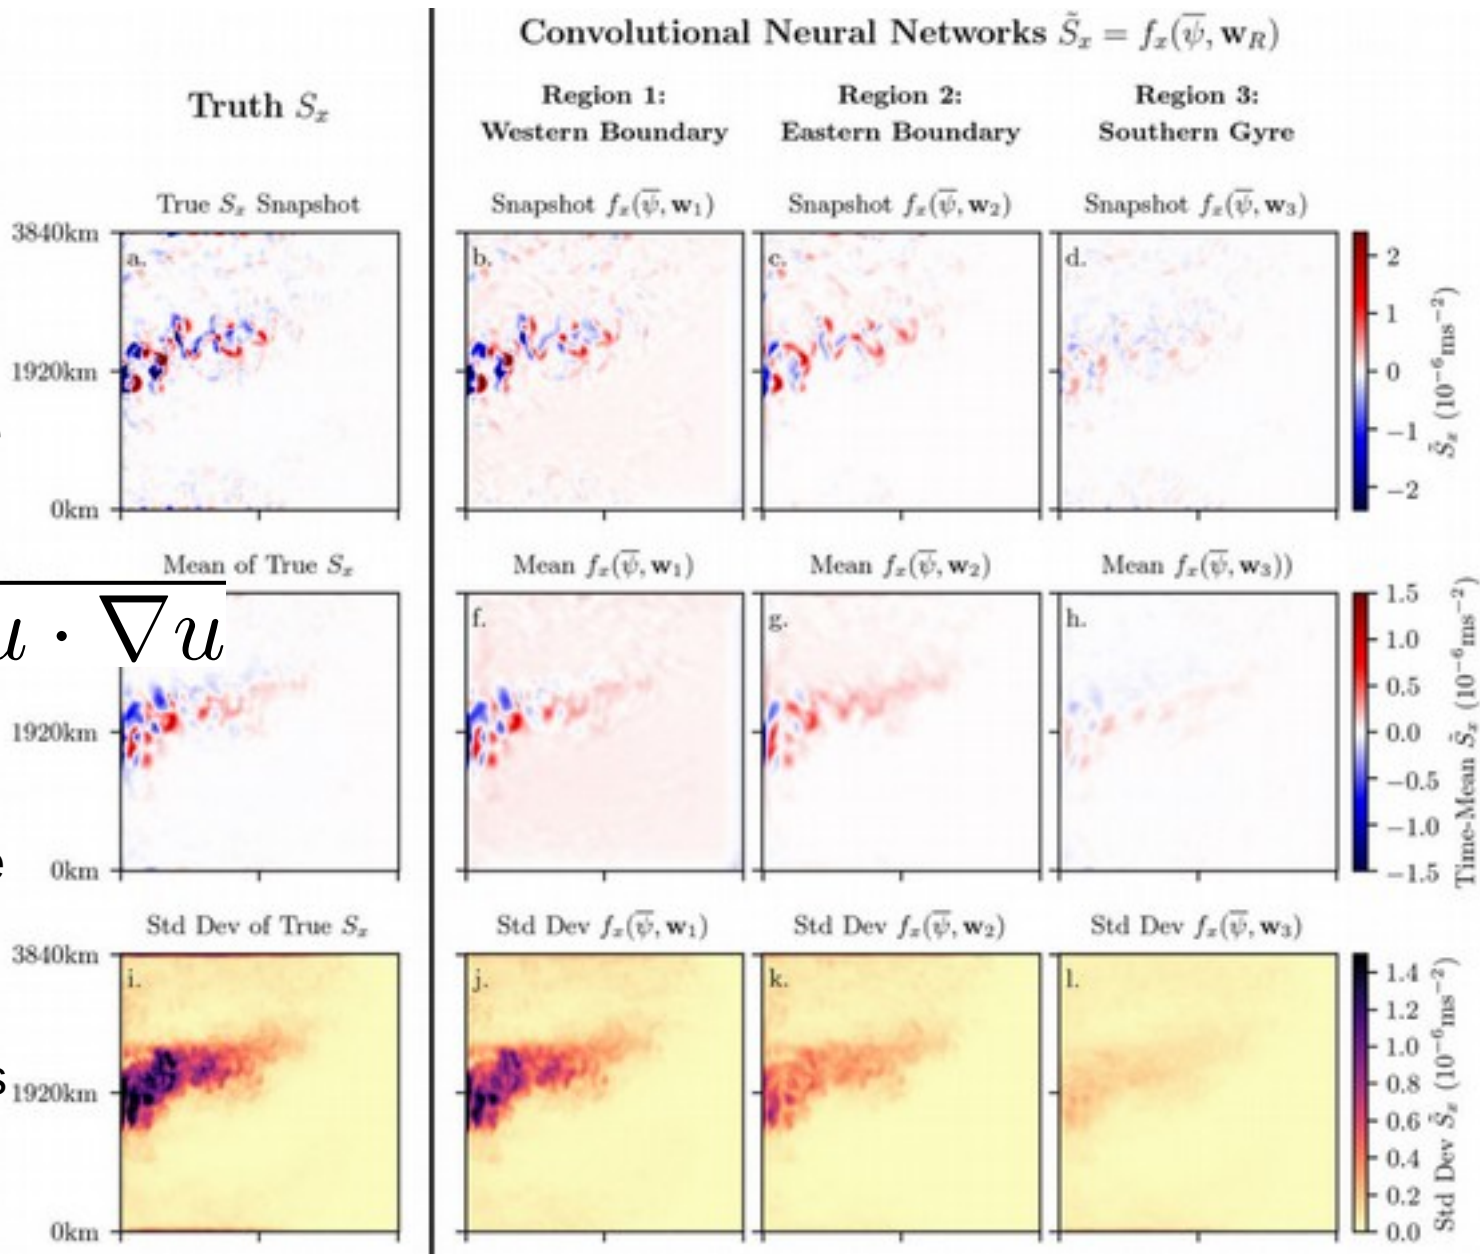 Convolutional Neural Networks S̃ₓ = fₓ(ψ̅, w_R)
Truth Sₓ
Region 1:
Western Boundary
Region 2:
Eastern Boundary
Region 3:
Southern Gyre
True Sₓ Snapshot
Snapshot fₓ(ψ̅, w₁)
Snapshot fₓ(ψ̅, w₂)
Snapshot fₓ(ψ̅, w₃)
3840km
1920km
0km
a.
b.
c.
d.
2
1
0
−1
−2
S̃ₓ (10⁻⁶ms⁻²)
Mean of True Sₓ
Mean fₓ(ψ̅, w₁)
Mean fₓ(ψ̅, w₂)
Mean fₓ(ψ̅, w₃))
u · ∇u
1920km
0km
f.
g.
h.
1.5
1.0
0.5
0.0
−0.5
−1.0
−1.5
Time-Mean S̃ₓ (10⁻⁶ms⁻²)
e
Std Dev of True Sₓ
Std Dev fₓ(ψ̅, w₁)
Std Dev fₓ(ψ̅, w₂)
Std Dev fₓ(ψ̅, w₃)
3840km
s
1920km
0km
i.
j.
k.
l.
1.4
1.2
1.0
0.8
0.6
0.4
0.2
0.0
Std Dev S̃ₓ (10⁻⁶ms⁻²)